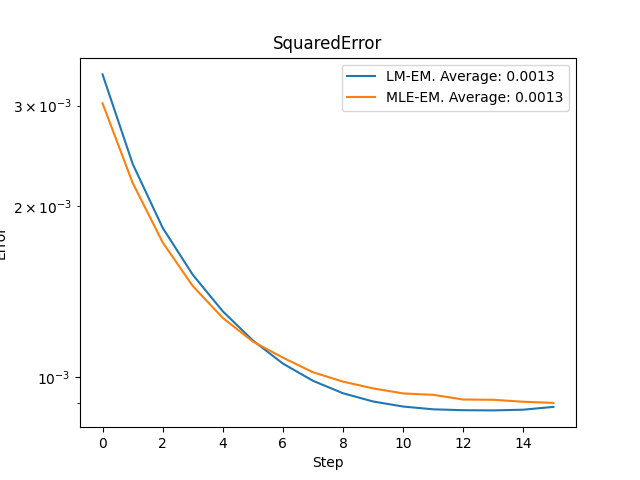 SquaredError
LM-EM. Average: 0.0013
MLE-EM. Average: 0.0013
3 × 10⁻³
2 × 10⁻³
10⁻³
Error
0 2 4 6 8 10 12 14
Step